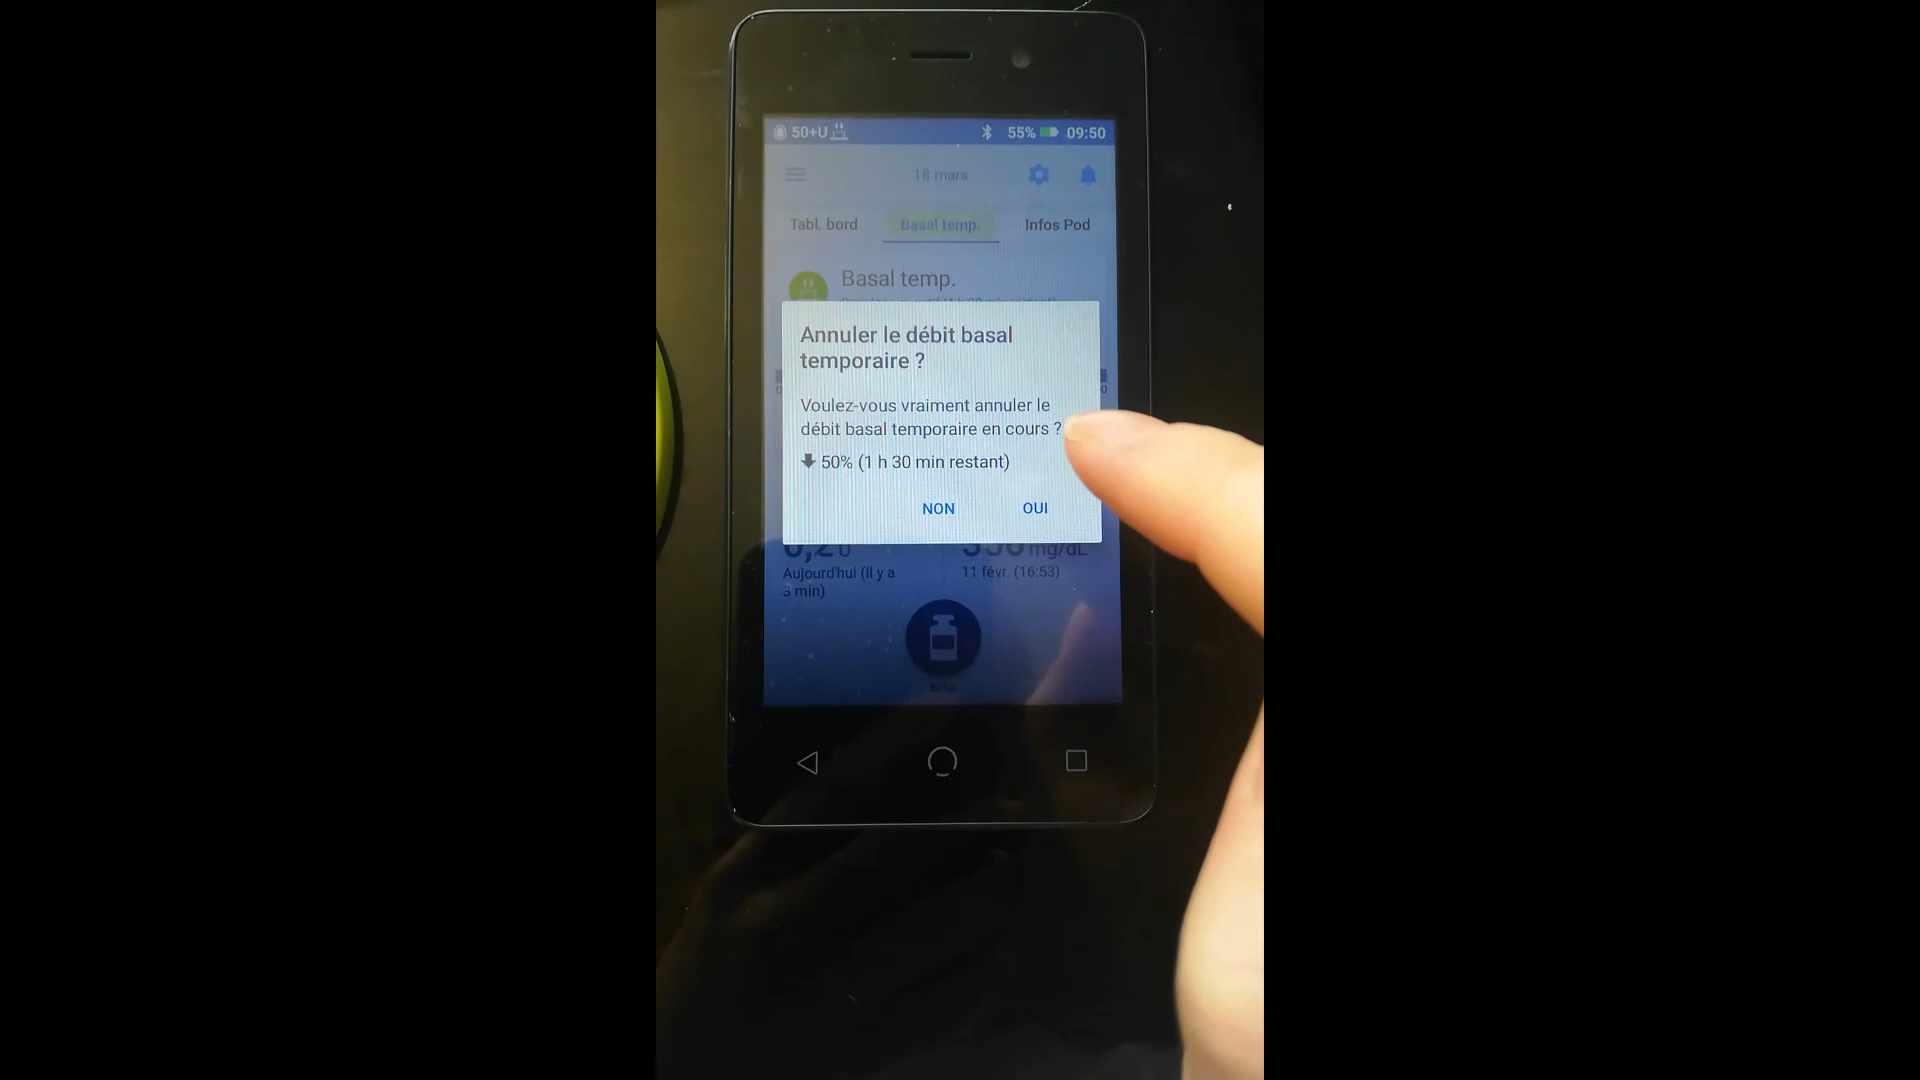 50+U
55% 09:50
18 mars
Tabl. bord Basal temp. Infos Pod
Basal temp.
Annuler le débit basal
temporaire ?
Voulez-vous vraiment annuler le
débit basal temporaire en cours ?
50% (1 h 30 min restant)
NON OUI
mg/dL
Aujourd'hui (Il y a
3 min)
11 févr. (16:53)